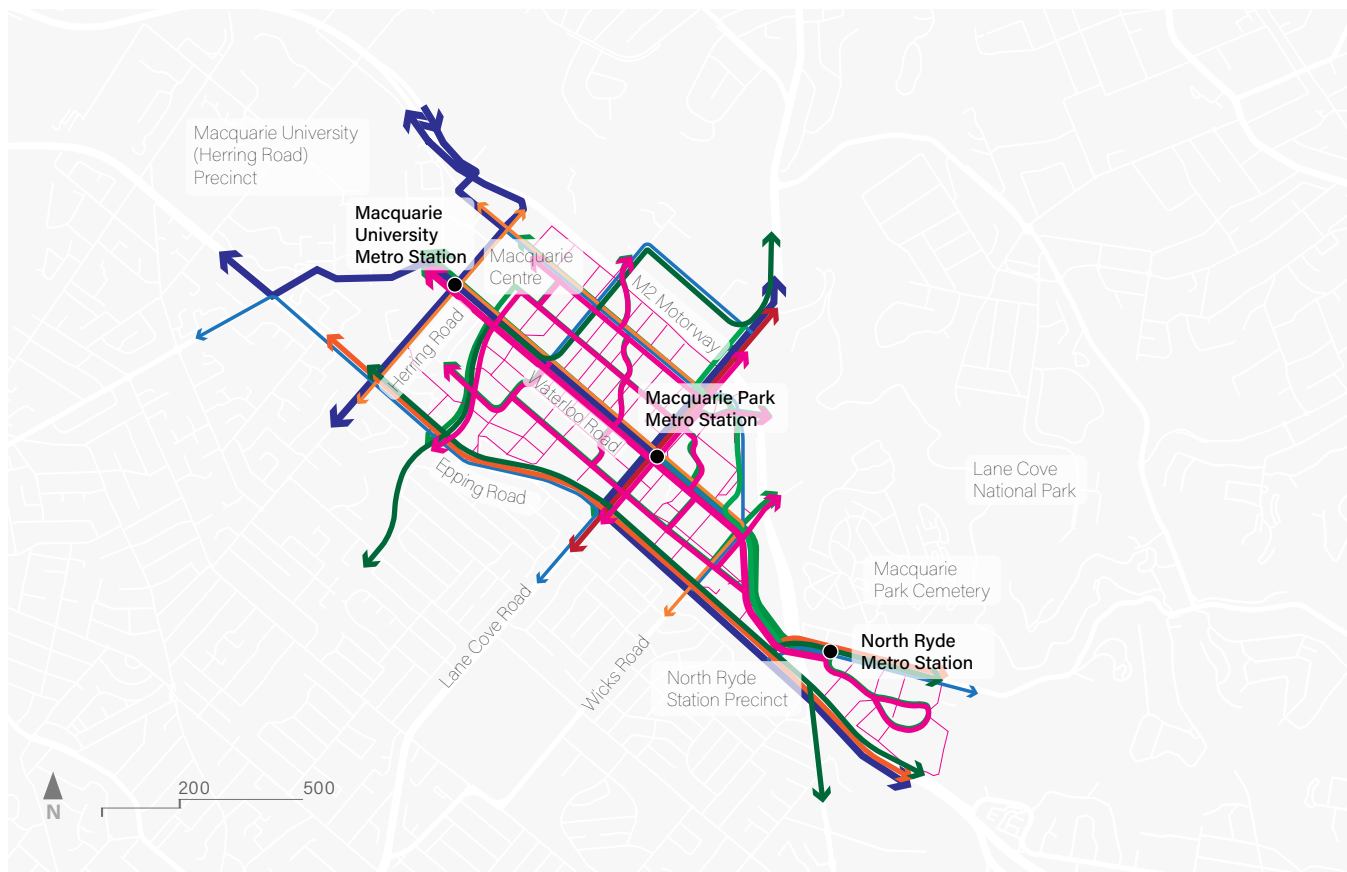 Macquarie University
(Herring Road)
Precinct
Macquarie
University
Metro Station
Macquarie
Centre
M2 Motorway
Herring Road
Waterloo Road
Macquarie Park
Metro Station
Epping Road
Lane Cove
National Park
Macquarie
Park Cemetery
Lane Cove Road
Wicks Road
North Ryde
Metro Station
North Ryde
Station Precinct
200
500
N